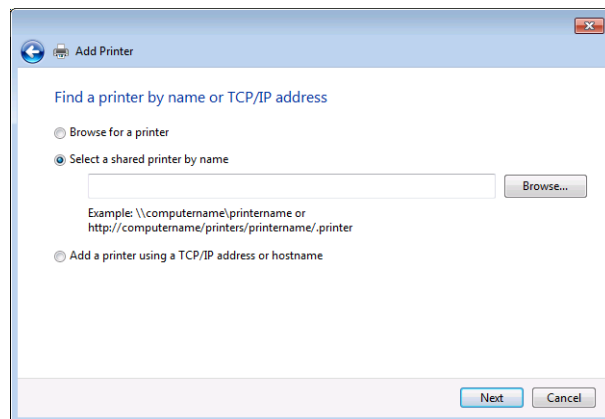 Add Printer
Find a printer by name or TCP/IP address
Browse for a printer
Select a shared printer by name
Browse...
Example: \\computername\printername or
http://computername/printers/printername/.printer
Add a printer using a TCP/IP address or hostname
Next Cancel